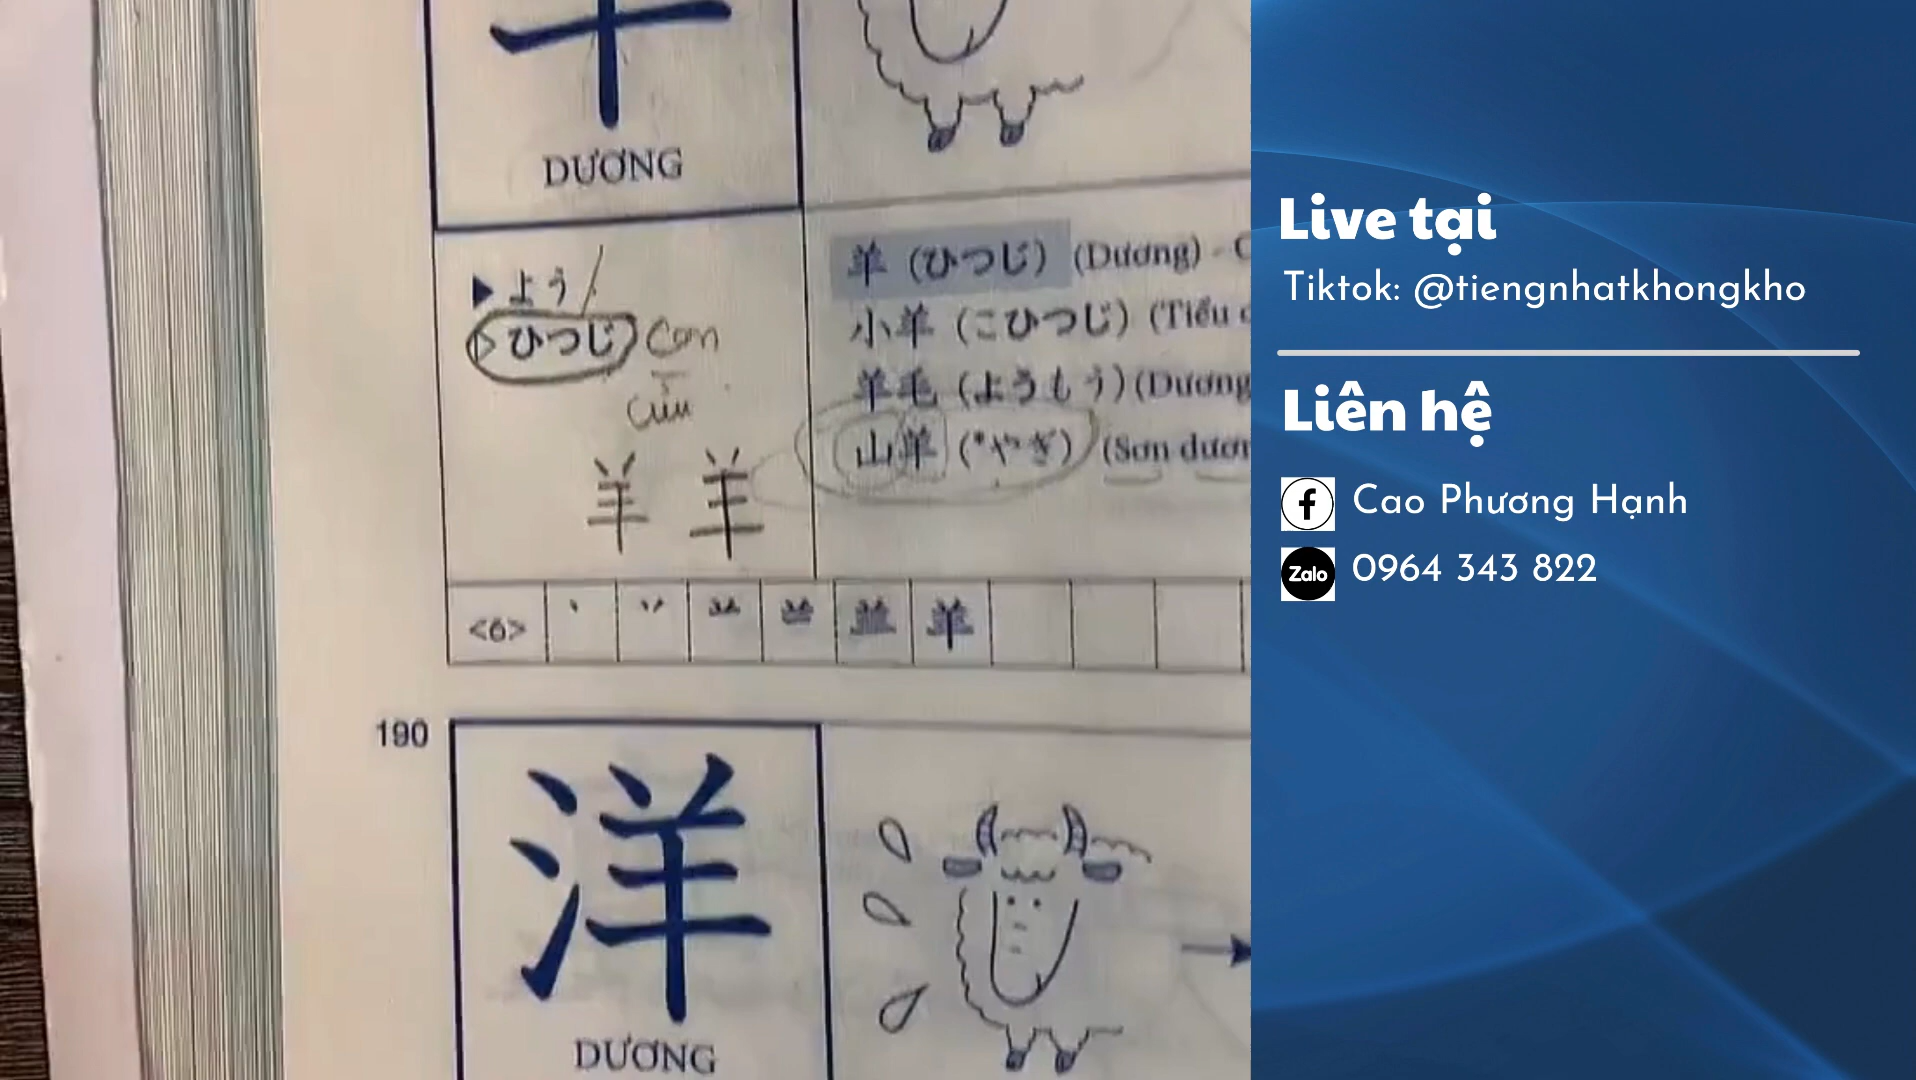 DƯƠNG
▶ よう
▷ ひつじ con
cừu
羊 羊
羊 (ひつじ) (Dương) - C
小羊 (こひつじ) (Tiểu
羊毛 (ようもう) (Dương
山羊 (*やぎ) (Sơn dươn
<6> 羊
190
洋
DƯƠNG
Live tại
Tiktok: @tiengnhatkhongkho
Liên hệ
f Cao Phương Hạnh
Zalo 0964 343 822